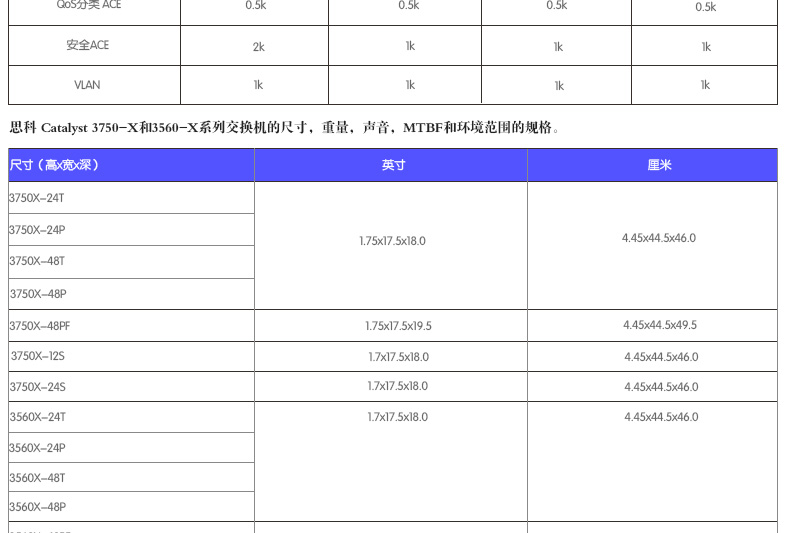 QoS分类 ACE 0.5k 0.5k 0.5k 0.5k
安全ACE 2k 1k 1k 1k
VLAN 1k 1k 1k 1k
思科 Catalyst 3750-X和3560-X系列交换机的尺寸，重量，声音，MTBF和环境范围的规格。
尺寸（高x宽x深） 英寸 厘米
3750X-24T
3750X-24P
1.75x17.5x18.0 4.45x44.5x46.0
3750X-48T
3750X-48P
3750X-48PF 1.75x17.5x19.5 4.45x44.5x49.5
3750X-12S 1.7x17.5x18.0 4.45x44.5x46.0
3750X-24S 1.7x17.5x18.0 4.45x44.5x46.0
3560X-24T 1.7x17.5x18.0 4.45x44.5x46.0
3560X-24P
3560X-48T
3560X-48P